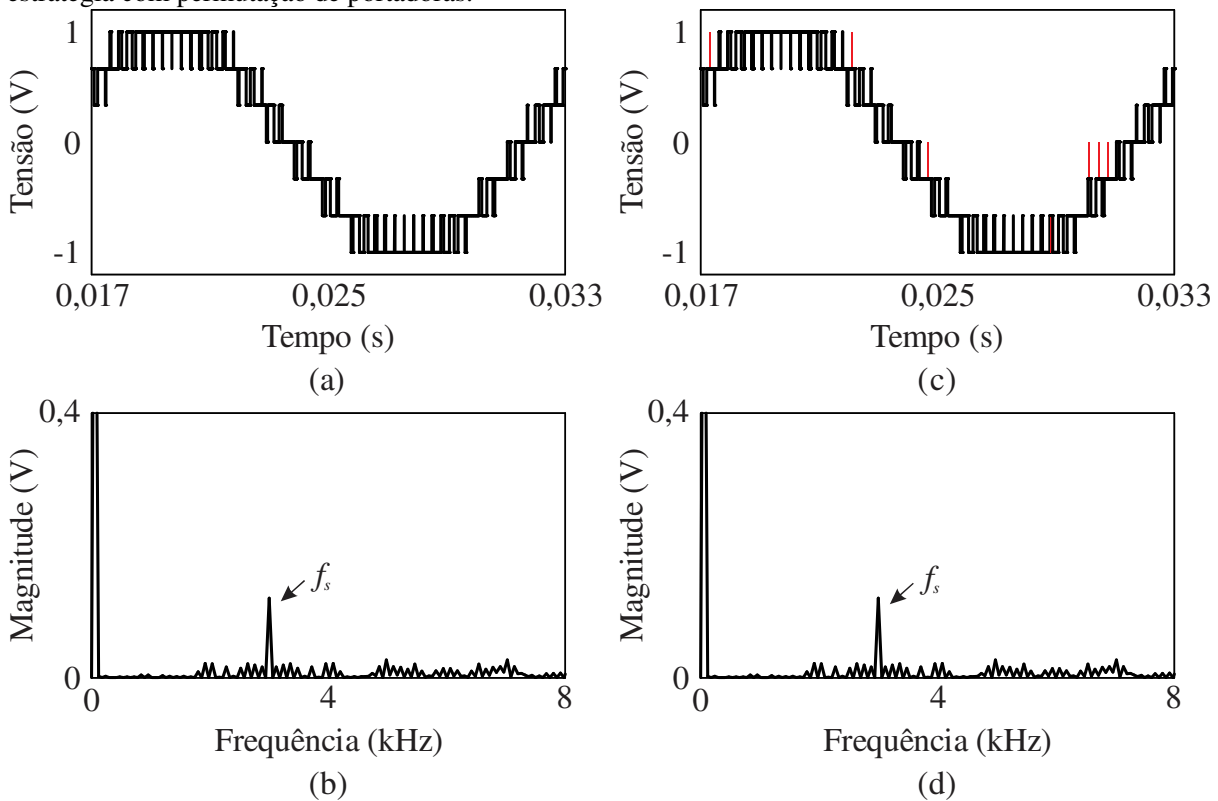 estratégia com permutação de portadoras.
1
0
-1
Tensão (V)
0,017
0,025
0,033
Tempo (s)
(a)
1
0
-1
Tensão (V)
0,017
0,025
0,033
Tempo (s)
(c)
0,4
0
Magnitude (V)
fs
0
4
8
Frequência (kHz)
(b)
0,4
0
Magnitude (V)
fs
0
4
8
Frequência (kHz)
(d)